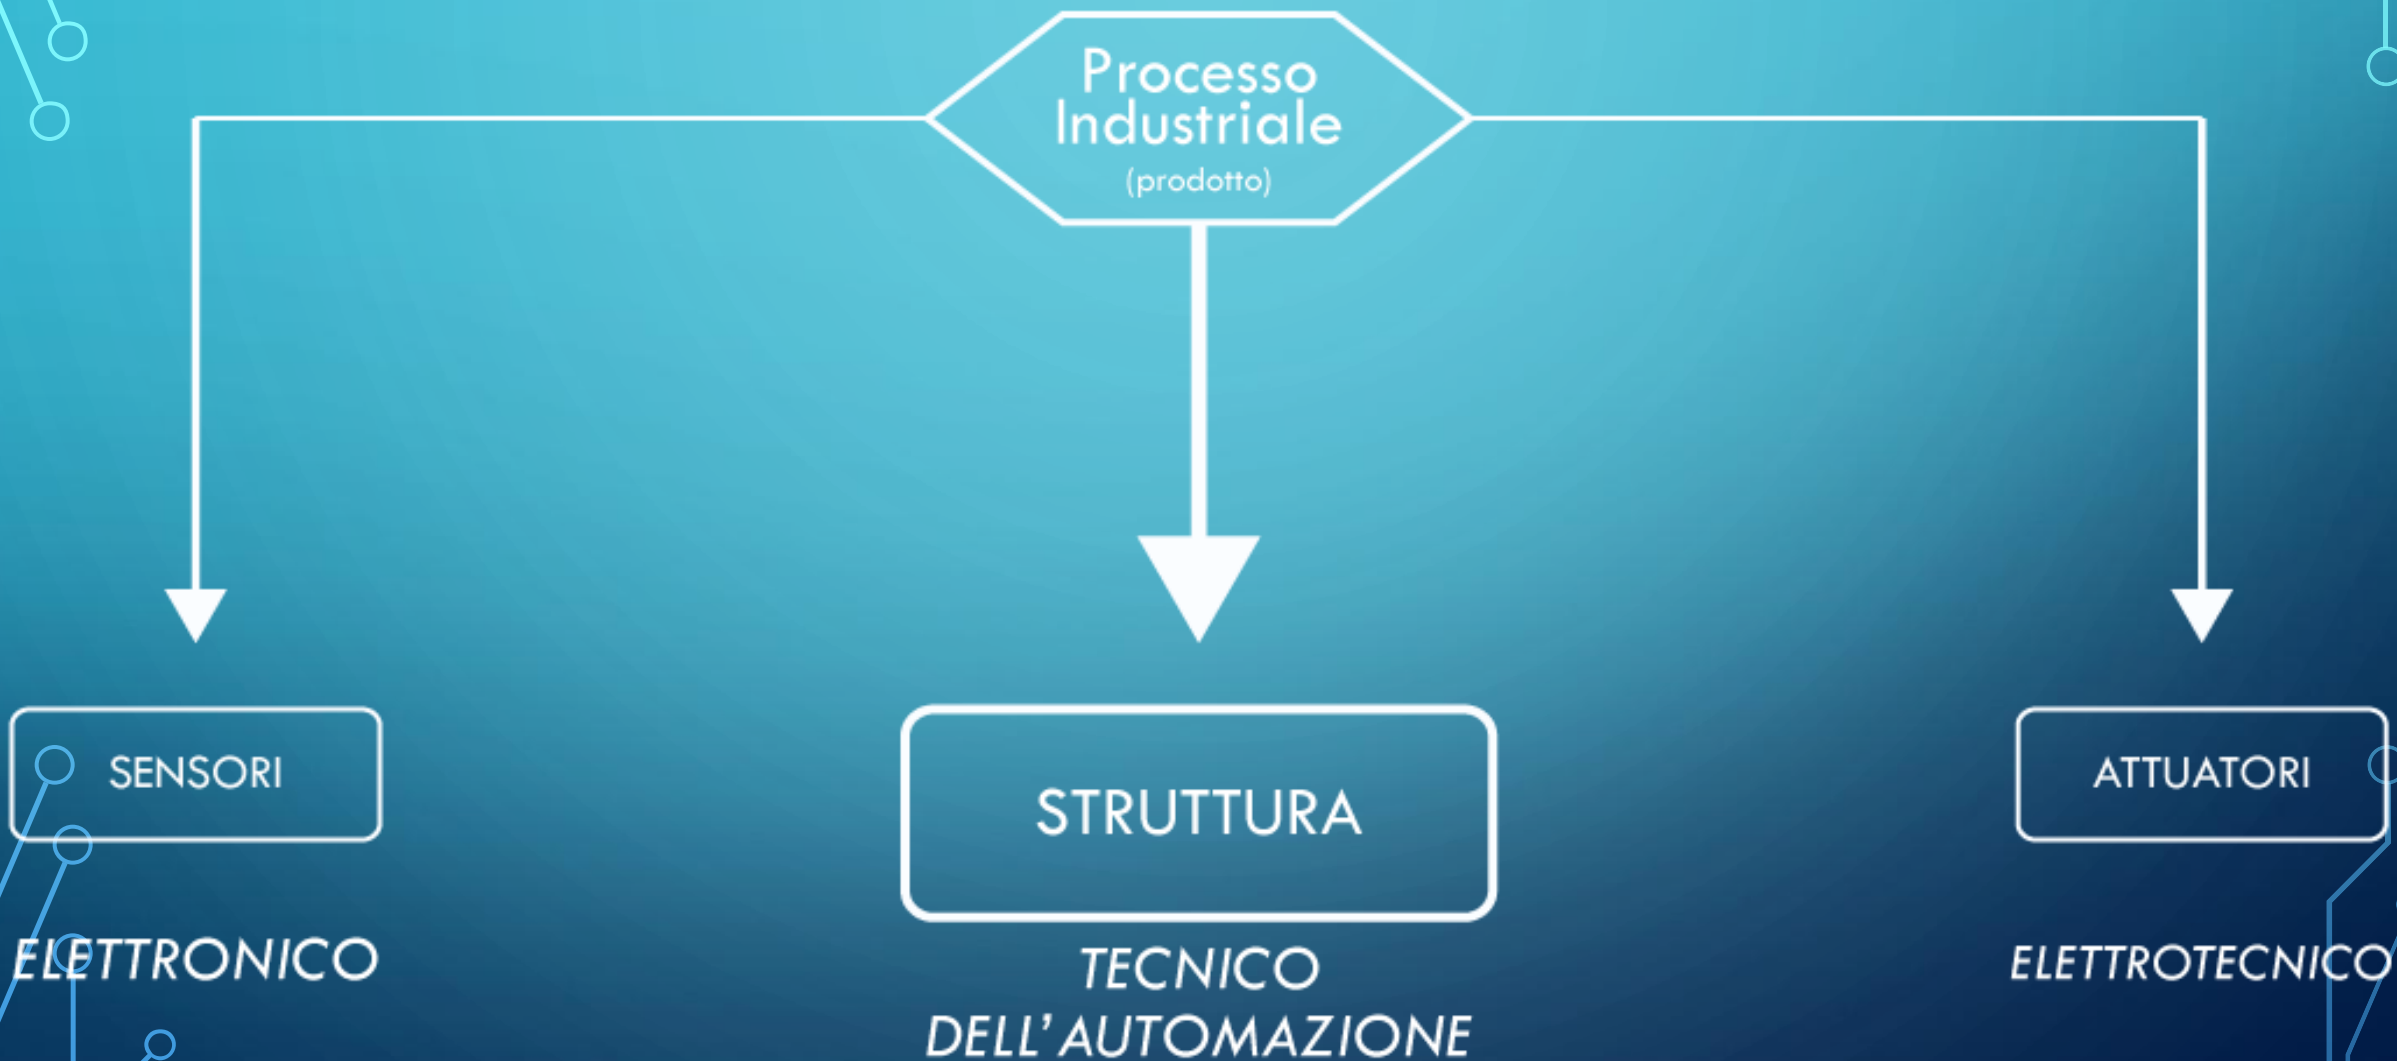 Processo
Industriale
(prodotto)
SENSORI
STRUTTURA
ATTUATORI
ELETTRONICO
TECNICO
DELL'AUTOMAZIONE
ELETTROTECNICO